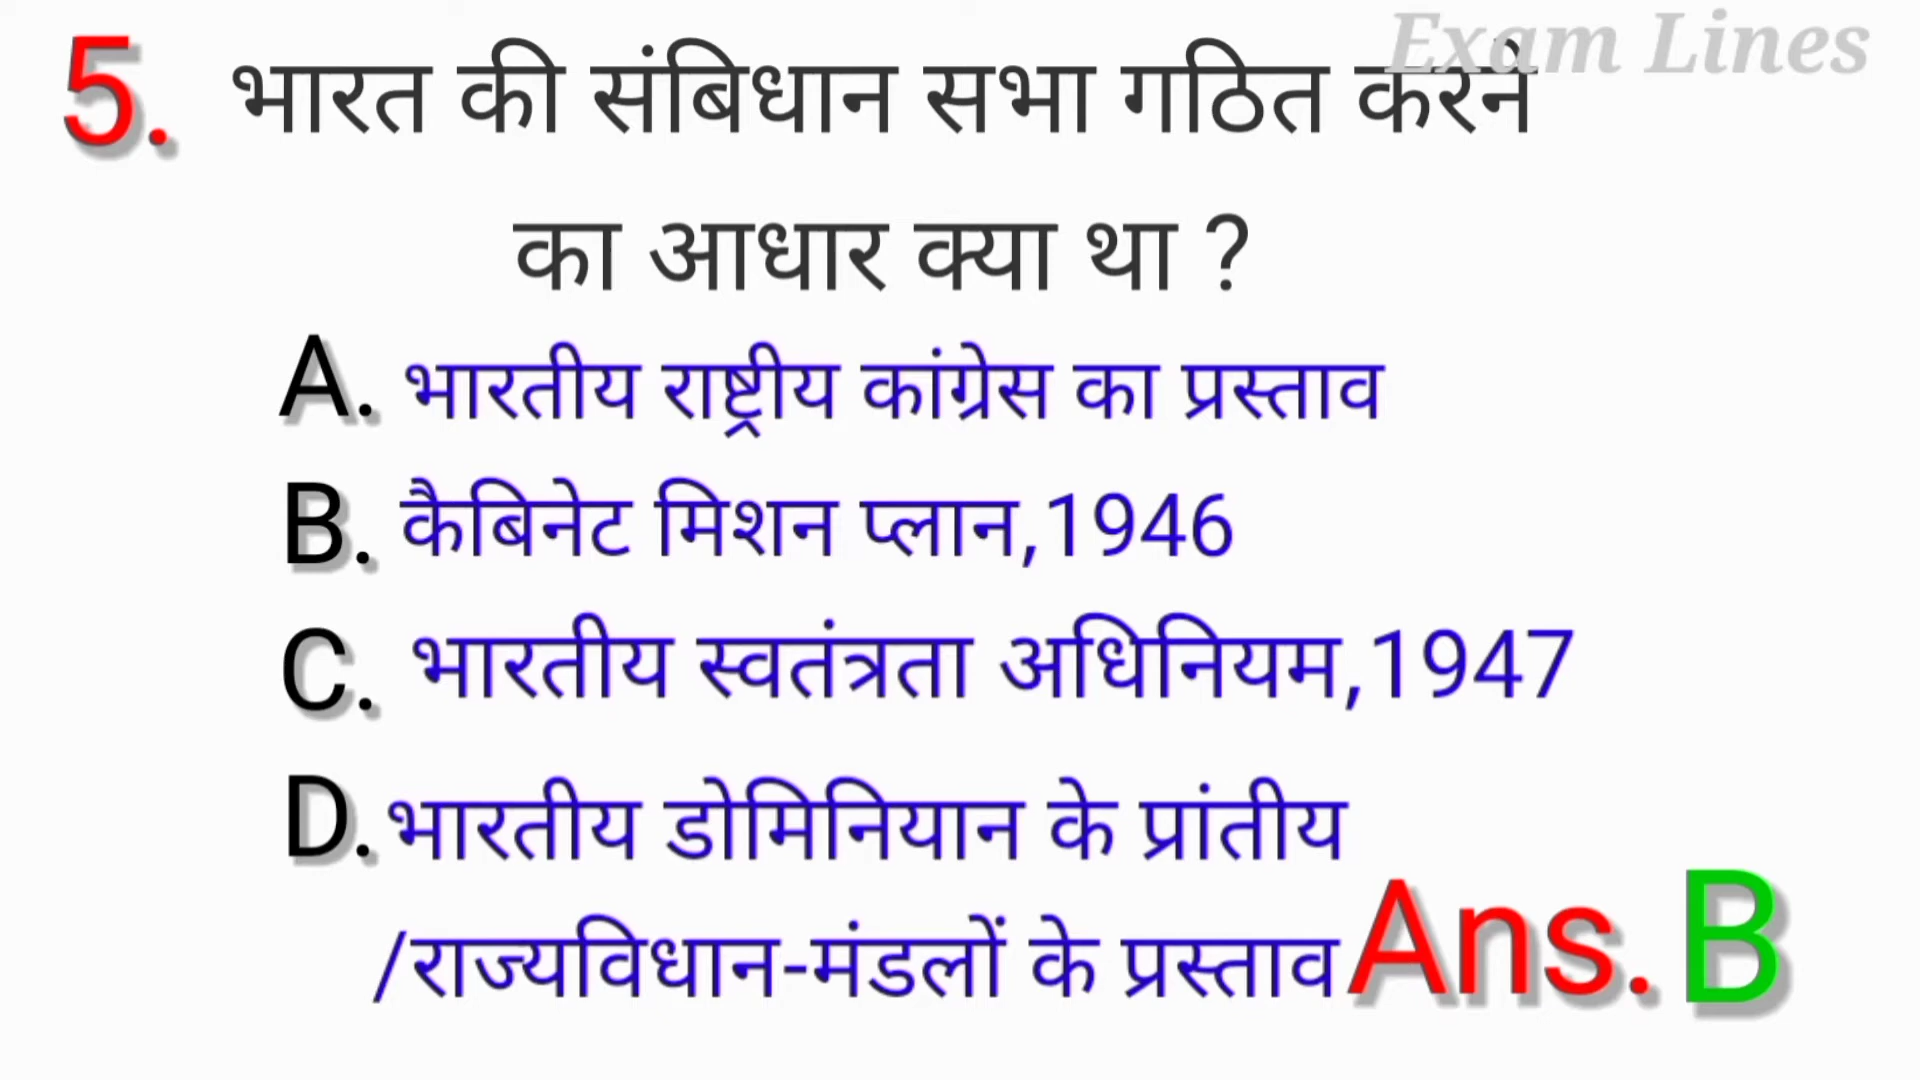 Exam Lines
5. भारत की संबिधान सभा गठित करने
का आधार क्या था ?
A. भारतीय राष्ट्रीय कांग्रेस का प्रस्ताव
B. कैबिनेट मिशन प्लान,1946
C. भारतीय स्वतंत्रता अधिनियम,1947
D. भारतीय डोमिनियान के प्रांतीय
/राज्यविधान-मंडलों के प्रस्ताव
Ans. B